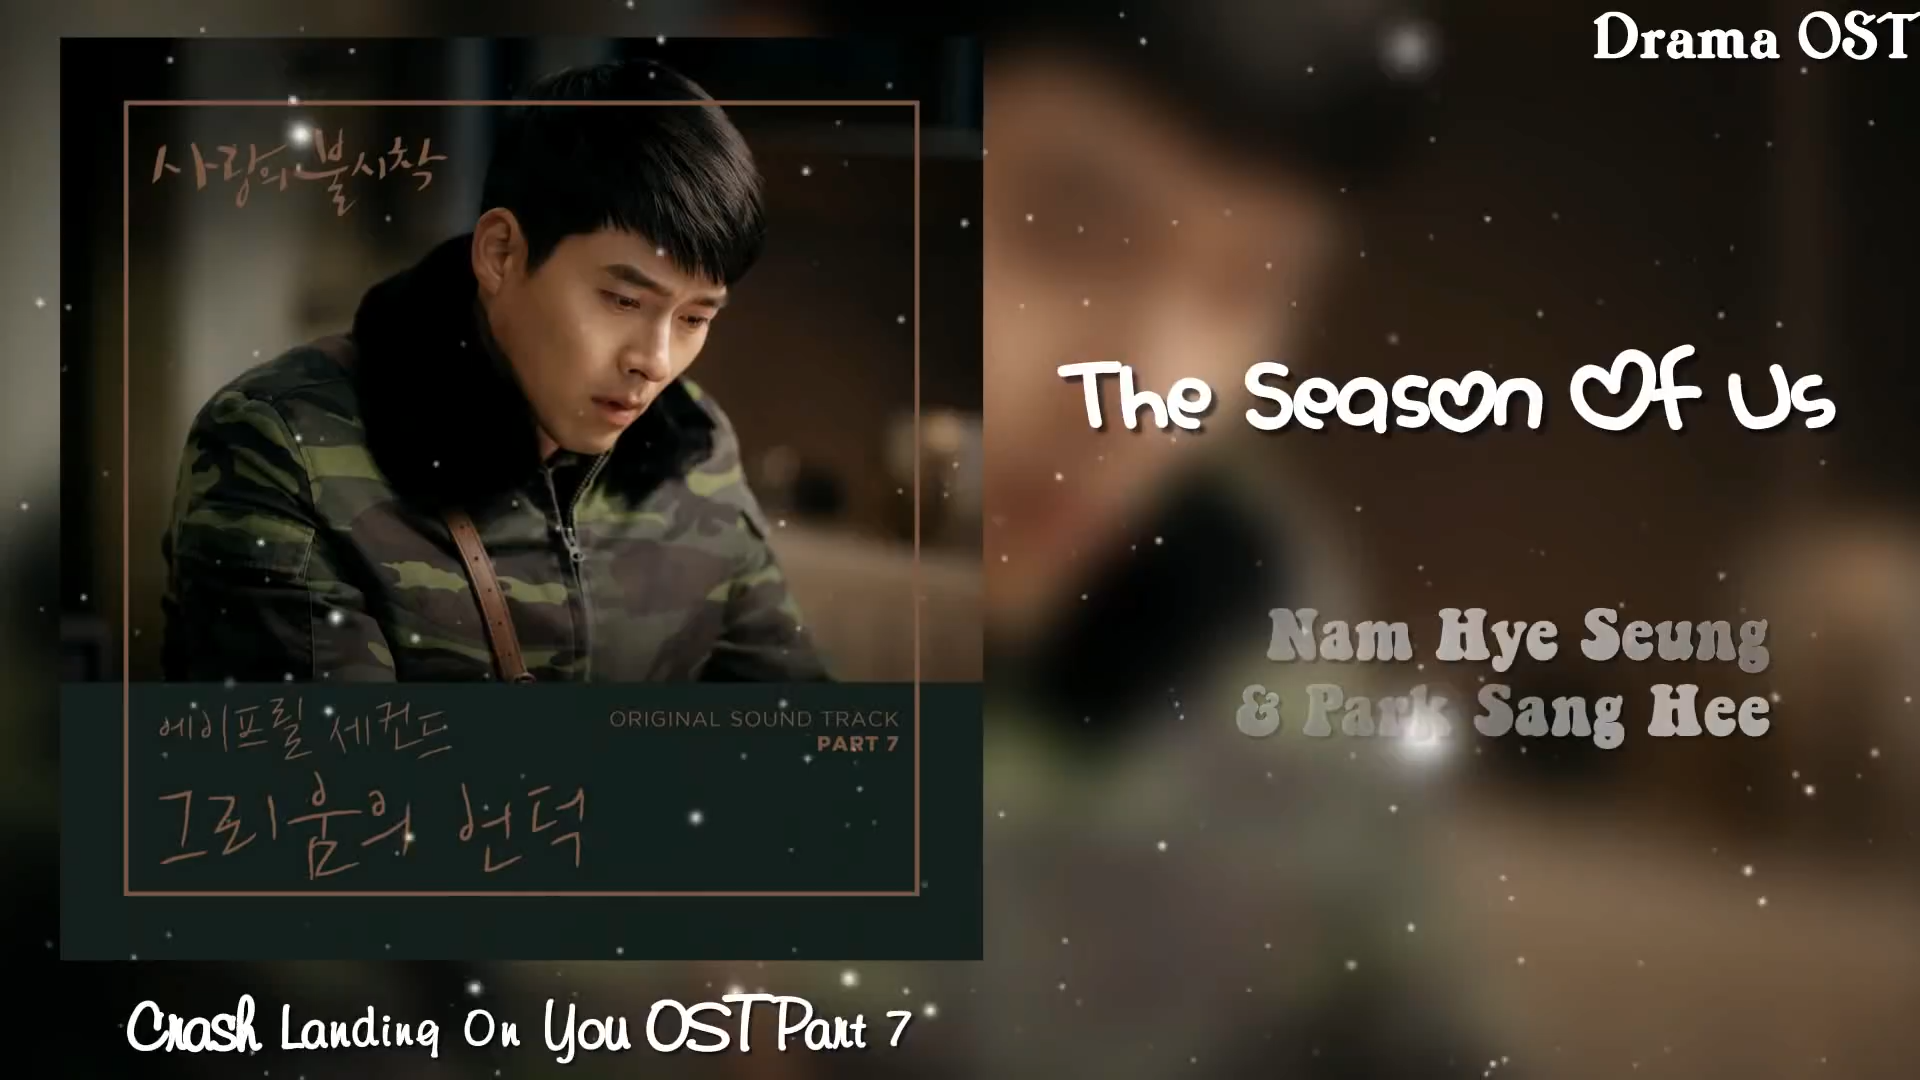 Drama OST
사랑의 불시착
The Season Of Us
Nam Hye Seung
& Park Sang Hee
에이프릴 세컨드
ORIGINAL SOUND TRACK
PART 7
그리움의 언덕
Crash Landing On You OST Part 7